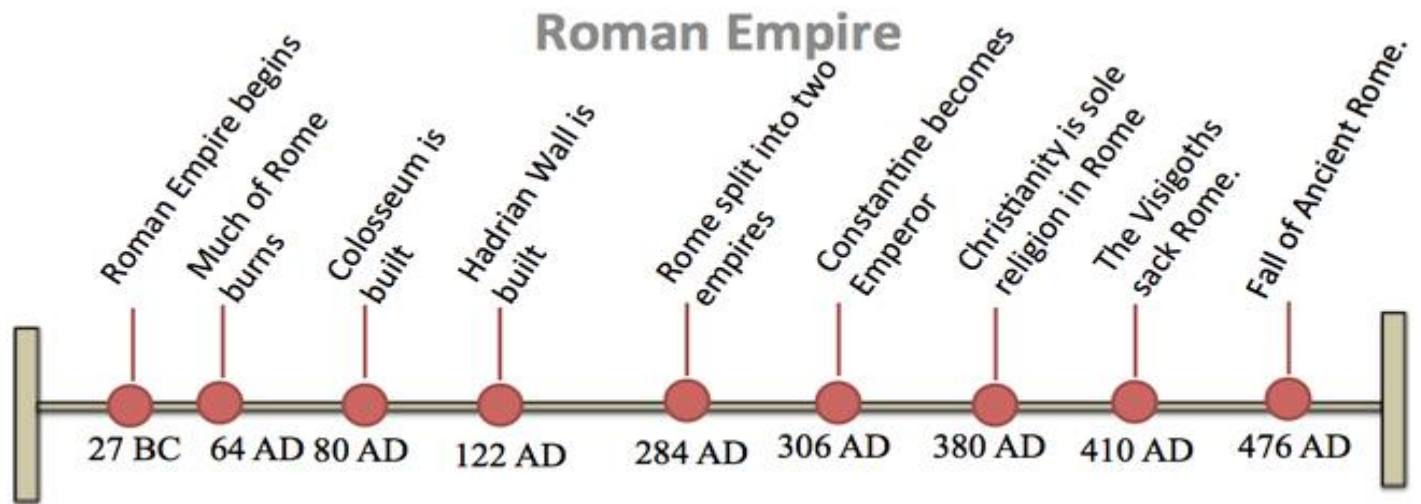 Roman Empire
Roman Empire begins
Much of Rome
burns
Colosseum is
built
Hadrian Wall is
built
Rome split into two
empires
Constantine becomes
Emperor
Christianity is sole
religion in Rome
The Visigoths
sack Rome.
Fall of Ancient Rome.
27 BC
64 AD
80 AD
122 AD
284 AD
306 AD
380 AD
410 AD
476 AD